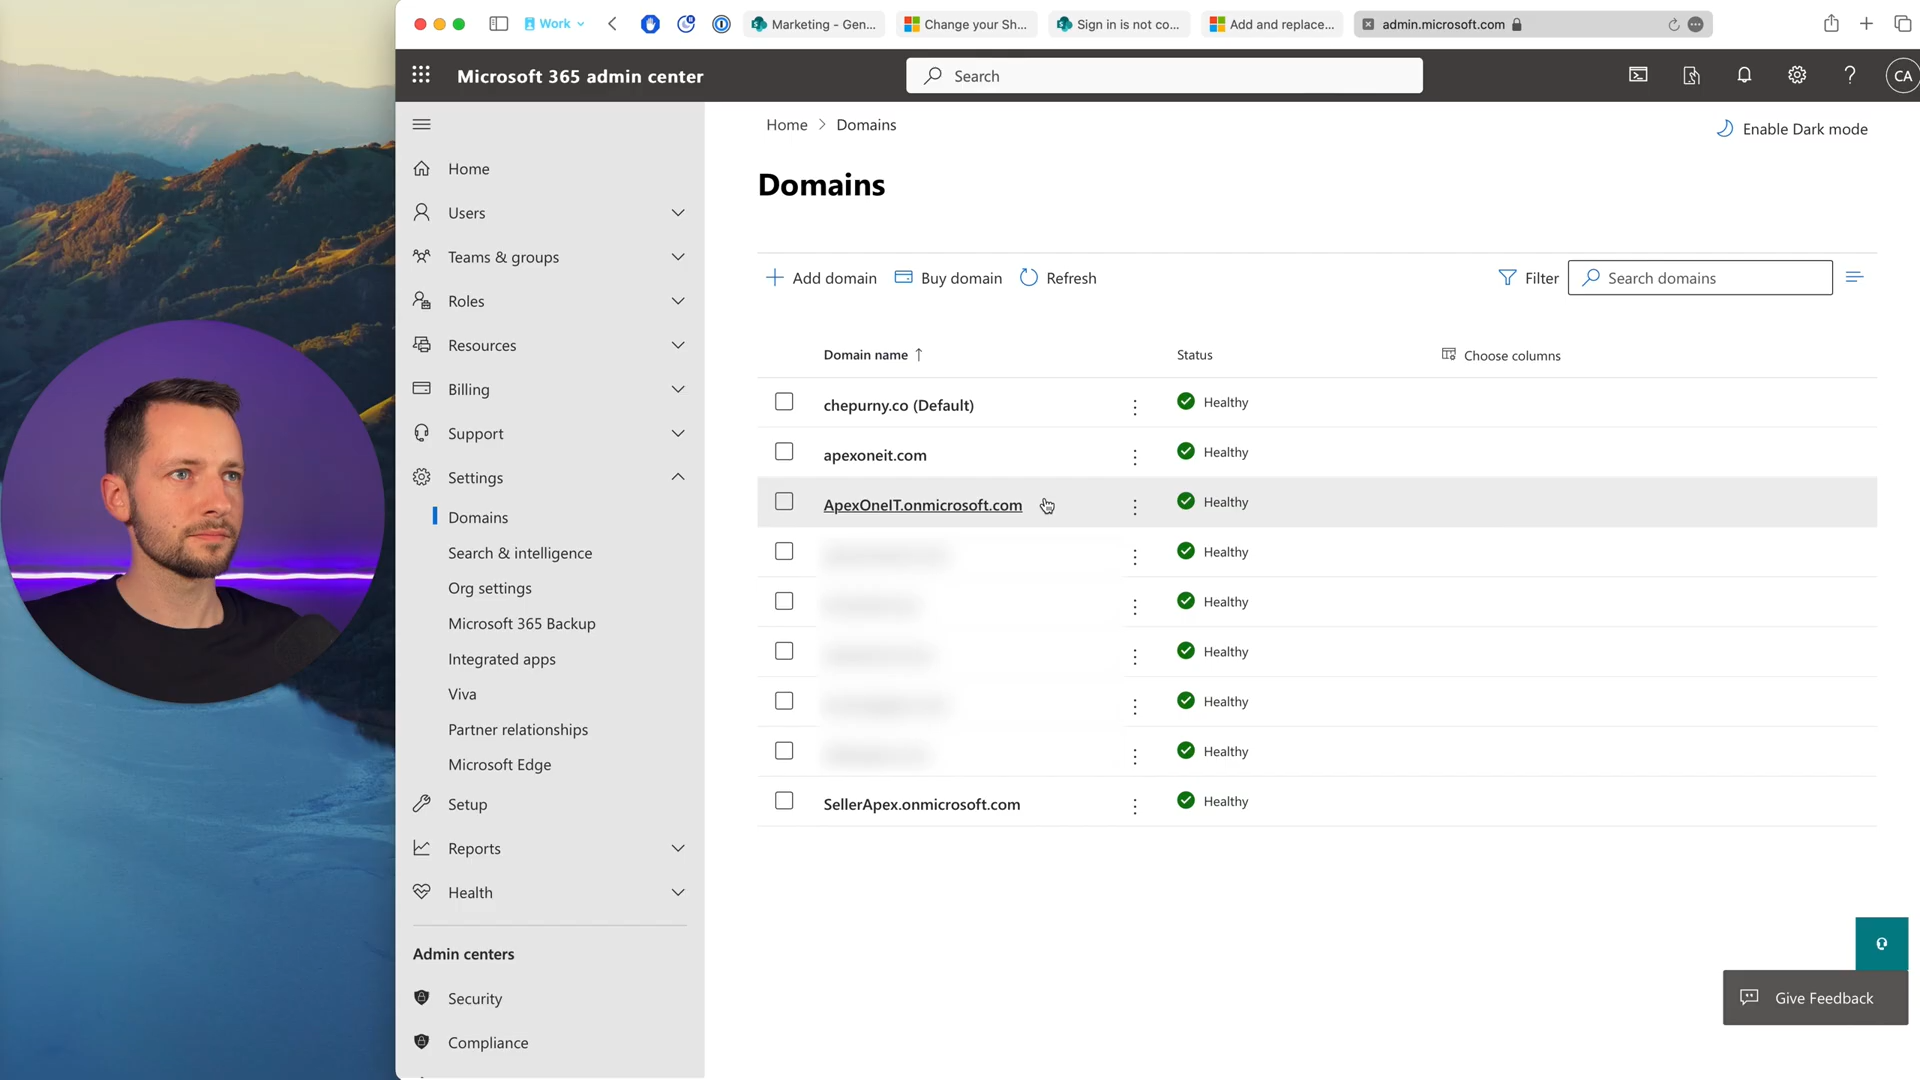 Work
Marketing - Gen...
Change your Sh...
Sign in is not co...
Add and replace...
admin.microsoft.com
Microsoft 365 admin center
Search
CA
Home > Domains
Enable Dark mode
Home
Users
Teams & groups
Roles
Resources
Billing
Support
Settings
Domains
Search & intelligence
Org settings
Microsoft 365 Backup
Integrated apps
Viva
Partner relationships
Microsoft Edge
Setup
Reports
Health
Admin centers
Security
Compliance
Domains
Add domain
Buy domain
Refresh
Filter
Search domains
Domain name ↑
Status
Choose columns
chepurny.co (Default)
Healthy
apexoneit.com
Healthy
ApexOneIT.onmicrosoft.com
Healthy
Healthy
Healthy
Healthy
Healthy
Healthy
SellerApex.onmicrosoft.com
Healthy
Give Feedback